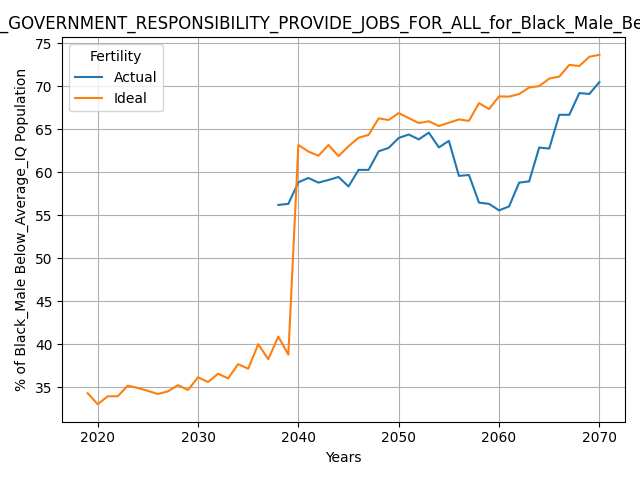 _GOVERNMENT_RESPONSIBILITY_PROVIDE_JOBS_FOR_ALL_for_Black_Male_Be
Fertility
Actual
Ideal
75
70
65
60
55
50
45
40
35
% of Black_Male Below_Average_IQ Population
2020 2030 2040 2050 2060 2070
Years